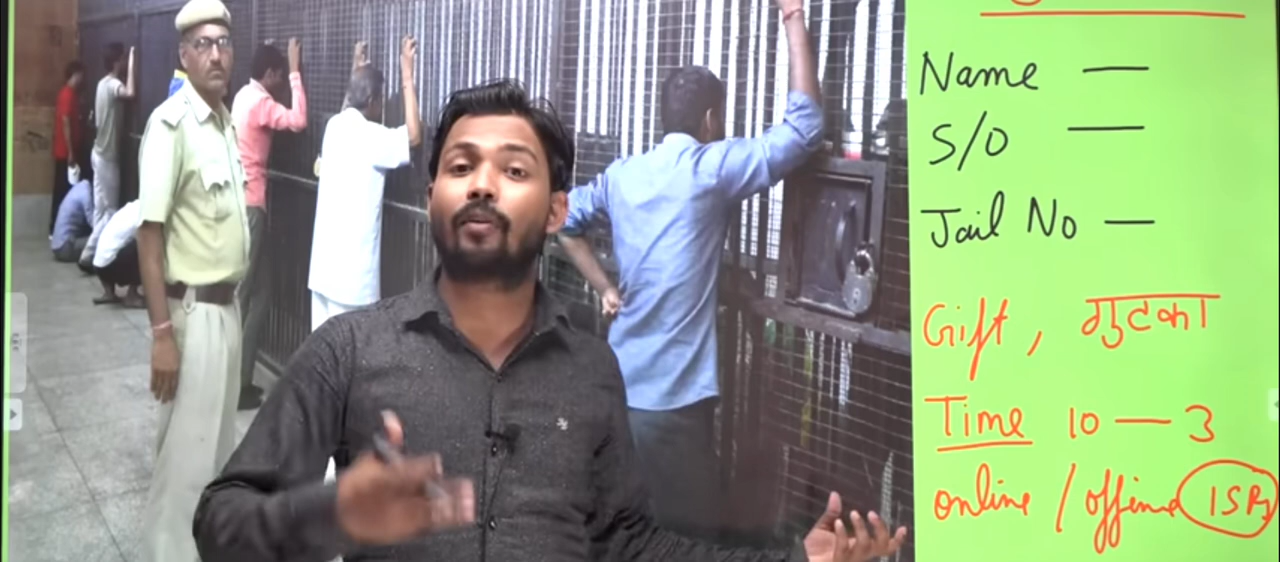 Name —
S/O —
Jail No —
Gift, गुटका
Time 10 — 3
online / offline